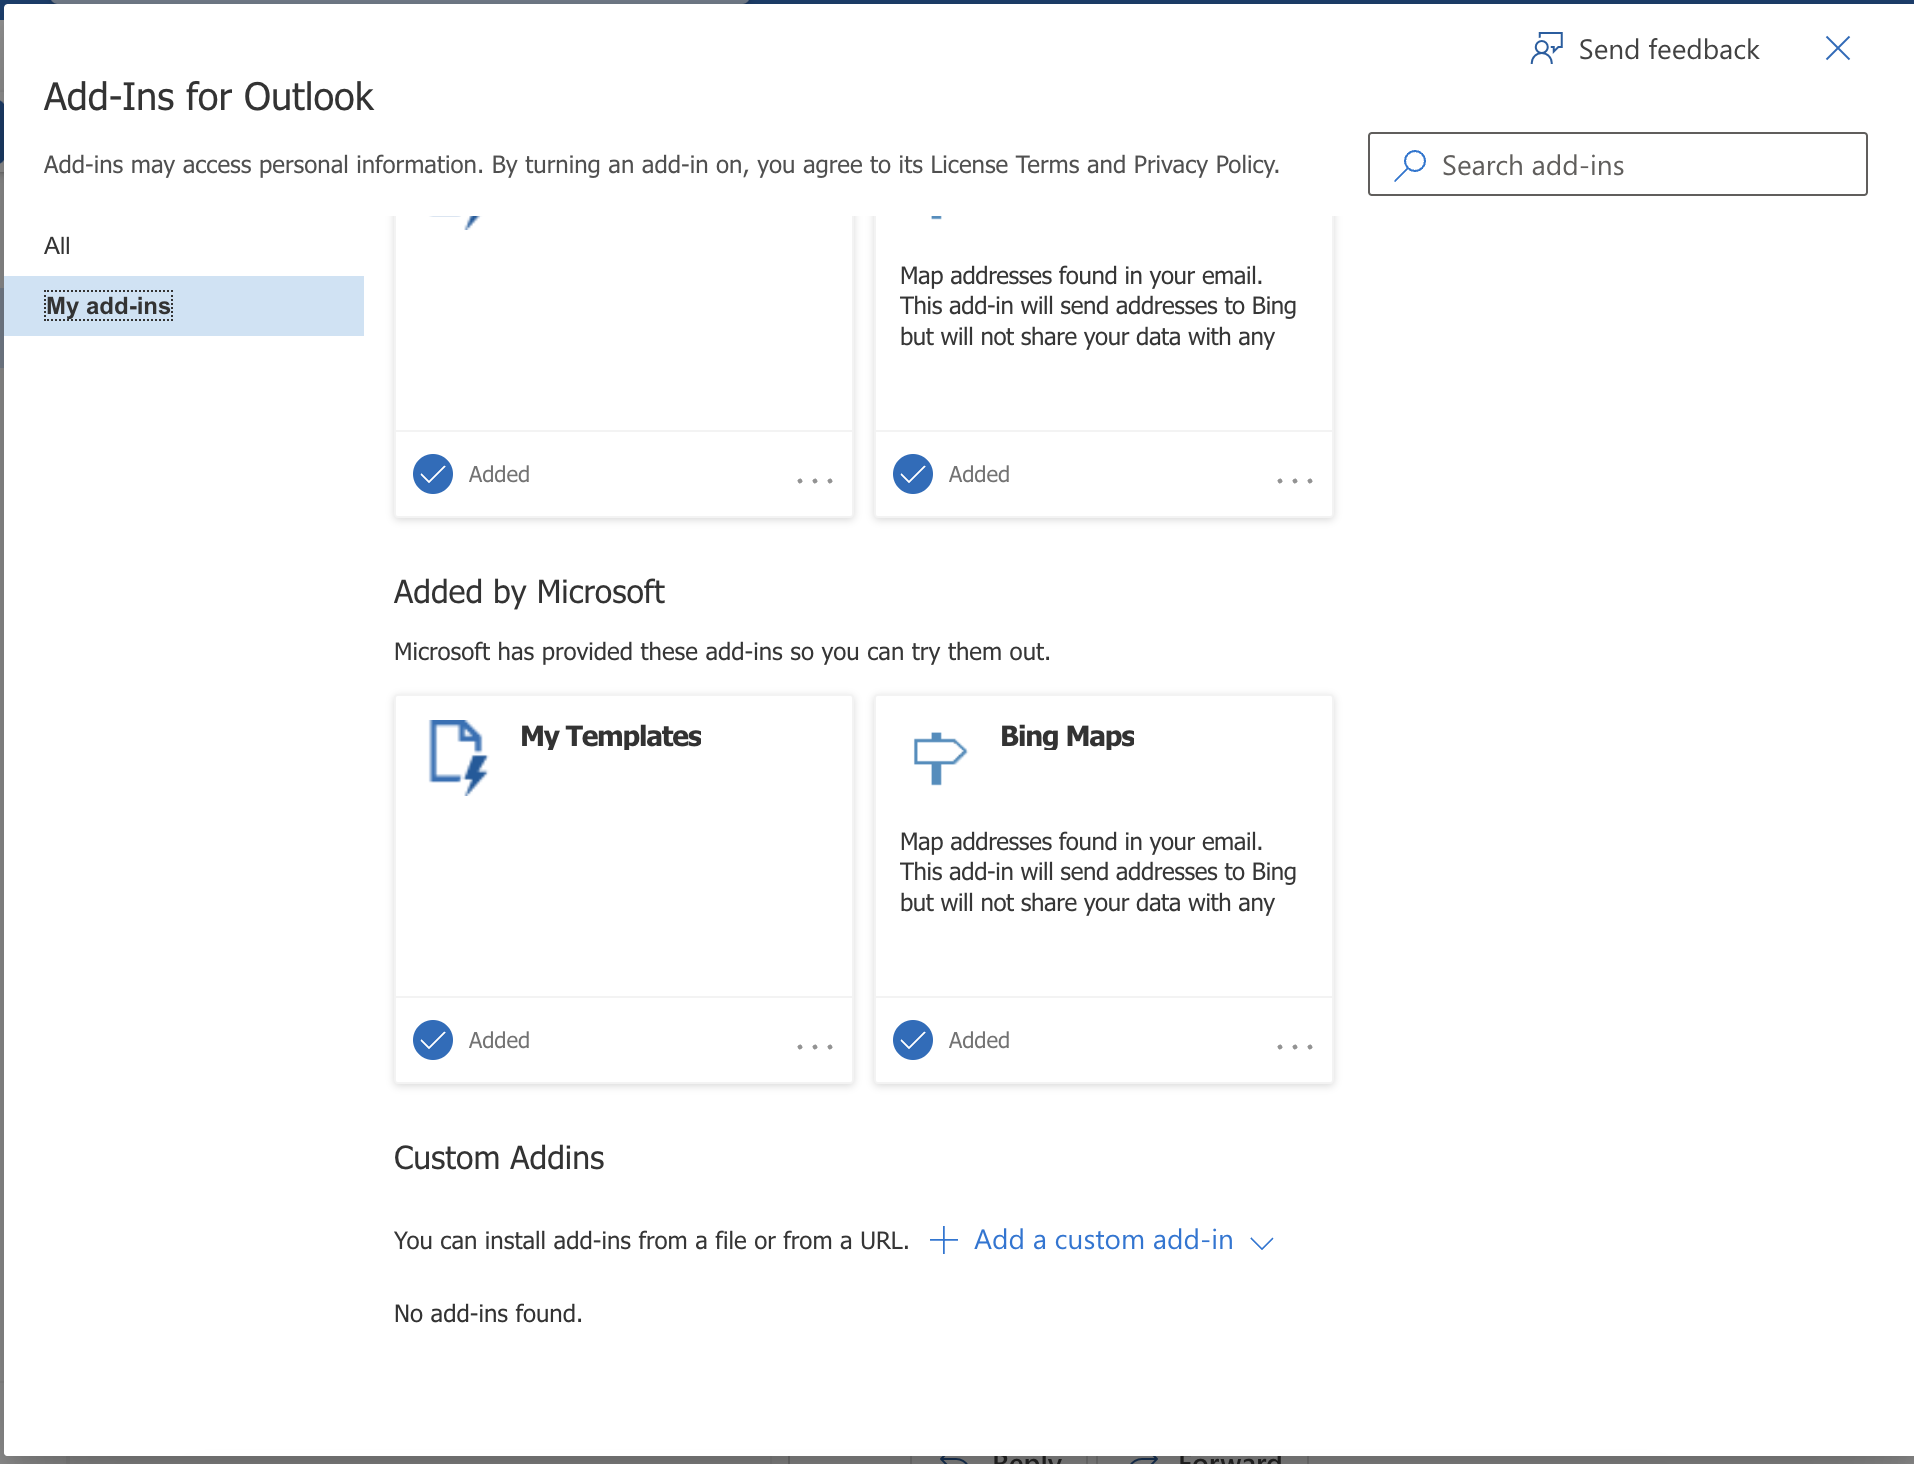 Send feedback
Add-Ins for Outlook
Add-ins may access personal information. By turning an add-in on, you agree to its License Terms and Privacy Policy.
Search add-ins
All
My add-ins
Map addresses found in your email.
This add-in will send addresses to Bing
but will not share your data with any
Added
...
Added
...
Added by Microsoft
Microsoft has provided these add-ins so you can try them out.
My Templates
Bing Maps
Map addresses found in your email.
This add-in will send addresses to Bing
but will not share your data with any
Added
...
Added
...
Custom Addins
You can install add-ins from a file or from a URL. + Add a custom add-in
No add-ins found.
Reply
Forward